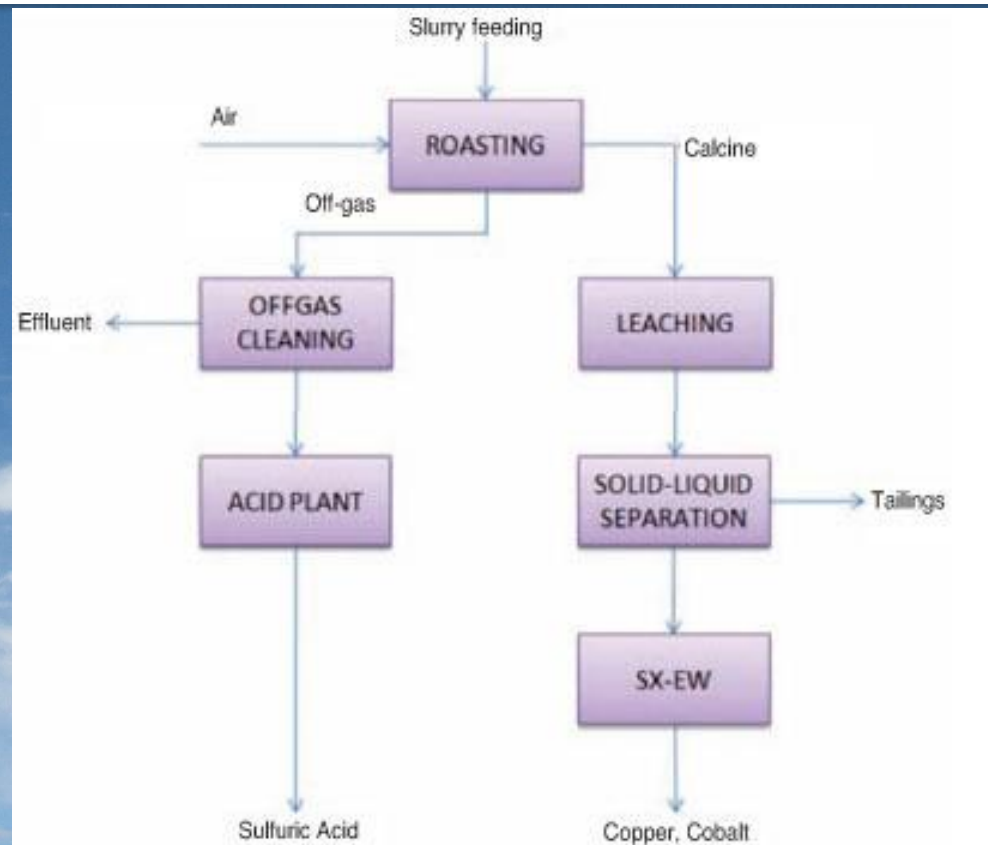 Slurry feeding
Air
ROASTING
Calcine
Off-gas
OFFGAS
CLEANING
Effluent
LEACHING
ACID PLANT
SOLID-LIQUID
SEPARATION
Taillings
SX-EW
Sulfuric Acid
Copper, Cobalt